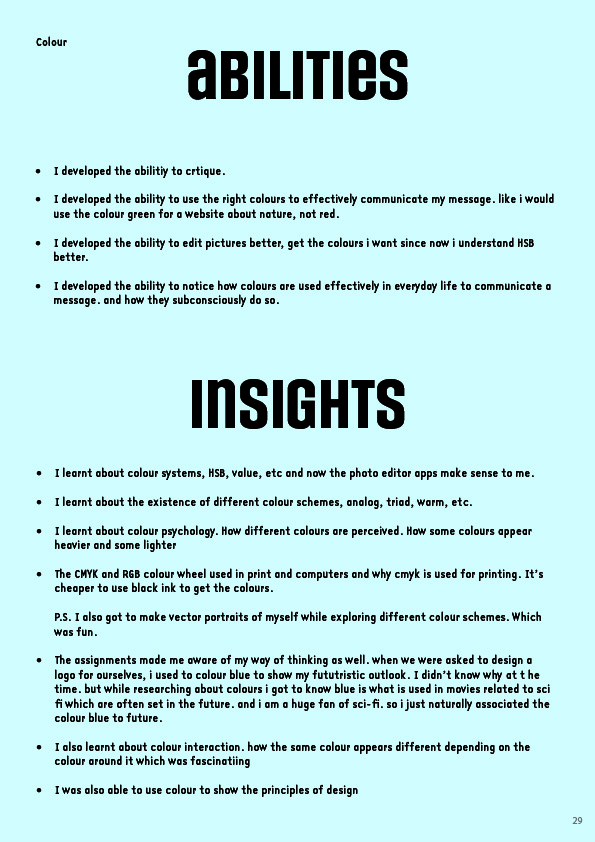 Colour
aBILITIeS
• I developed the abilitiy to crtique.
• I developed the ability to use the right colours to effectively communicate my message. like i would
use the colour green for a website about nature, not red.
• I developed the ability to edit pictures better, get the colours i want since now i understand HSB
better.
• I developed the ability to notice how colours are used effectively in everyday life to communicate a
message. and how they subconsciously do so.
InSIGHTS
• I learnt about colour systems, HSB, value, etc and now the photo editor apps make sense to me.
• I learnt about the existence of different colour schemes, analog, triad, warm, etc.
• I learnt about colour psychology. How different colours are perceived. How some colours appear
heavier and some lighter
• The CMYK and RGB colour wheel used in print and computers and why cmyk is used for printing. It's
cheaper to use black ink to get the colours.
P.S. I also got to make vector portraits of myself while exploring different colour schemes. Which
was fun.
• The assignments made me aware of my way of thinking as well. when we were asked to design a
logo for ourselves, i used to colour blue to show my fututristic outlook. I didn't know why at t he
time. but while researching about colours i got to know blue is what is used in movies related to sci
fi which are often set in the future. and i am a huge fan of sci-fi. so i just naturally associated the
colour blue to future.
• I also learnt about colour interaction. how the same colour appears different depending on the
colour around it which was fascinatiing
• I was also able to use colour to show the principles of design
29